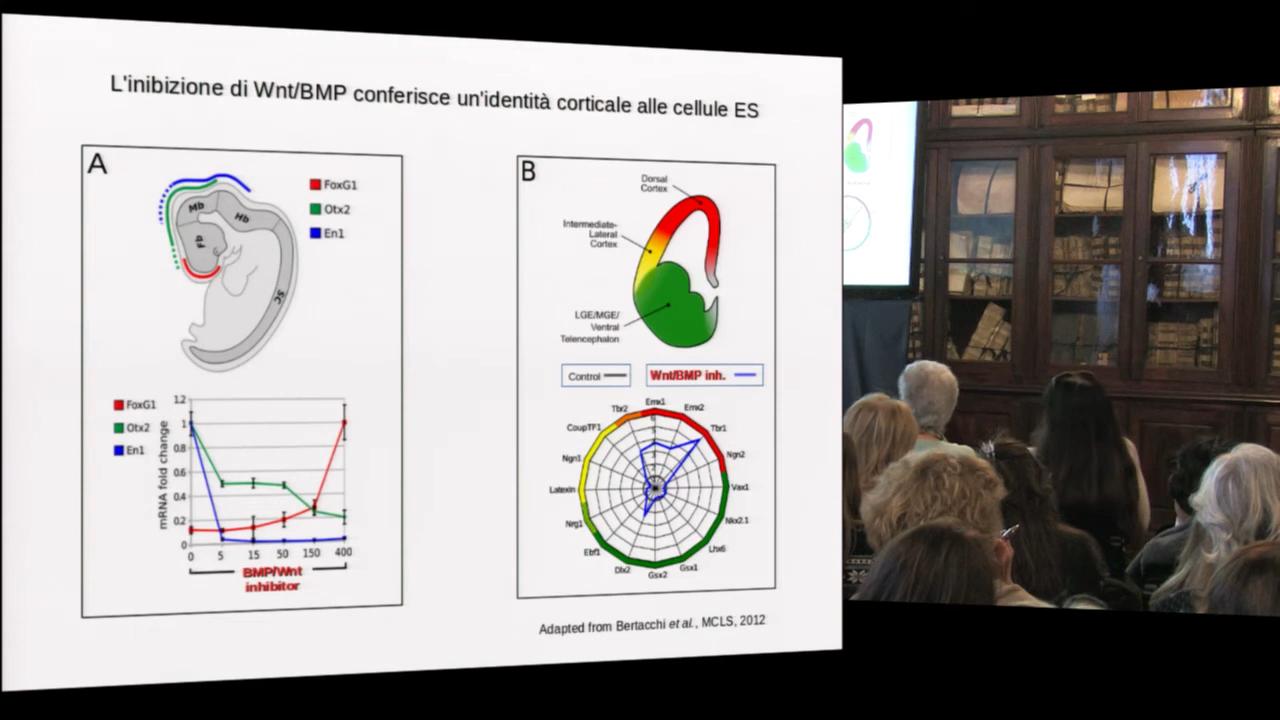 L'inibizione di Wnt/BMP conferisce un'identità corticale alle cellule ES
A
Mb
Hb
Fb
SC
FoxG1
Otx2
En1
FoxG1
Otx2
En1
mRNA fold change
1.2
1
0.8
0.6
0.4
0.2
0
0 5 15 50 150 400
BMP/Wnt
inhibitor
B
Dorsal
Cortex
Intermediate-
Lateral
Cortex
LGE/MGE/
Ventral
Telencephalon
Control
Wnt/BMP inh.
Emx1
Emx2
Tbr1
Ngn2
Vax1
Nkx2.1
Lhx6
Gsx1
Gsx2
Dlx2
Ebf1
Nrg1
Latexin
Ngn1
CoupTF1
Tbr2
Adapted from Bertacchi et al., MCLS, 2012